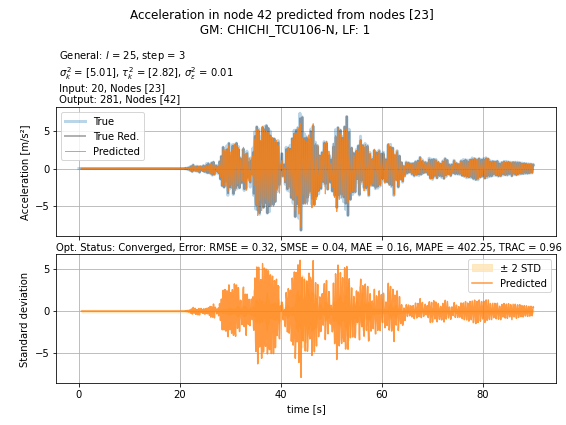 Acceleration in node 42 predicted from nodes [23]
GM: CHICHI_TCU106-N, LF: 1
General: l = 25, step = 3
σ²ₖ = [5.01], τ²ₖ = [2.82], σ²ε = 0.01
Input: 20, Nodes [23]
Output: 281, Nodes [42]
True
True Red.
Predicted
Acceleration [m/s²]
5
0
−5
Opt. Status: Converged, Error: RMSE = 0.32, SMSE = 0.04, MAE = 0.16, MAPE = 402.25, TRAC = 0.96
± 2 STD
Predicted
Standard deviation
5
0
−5
0 20 40 60 80
time [s]